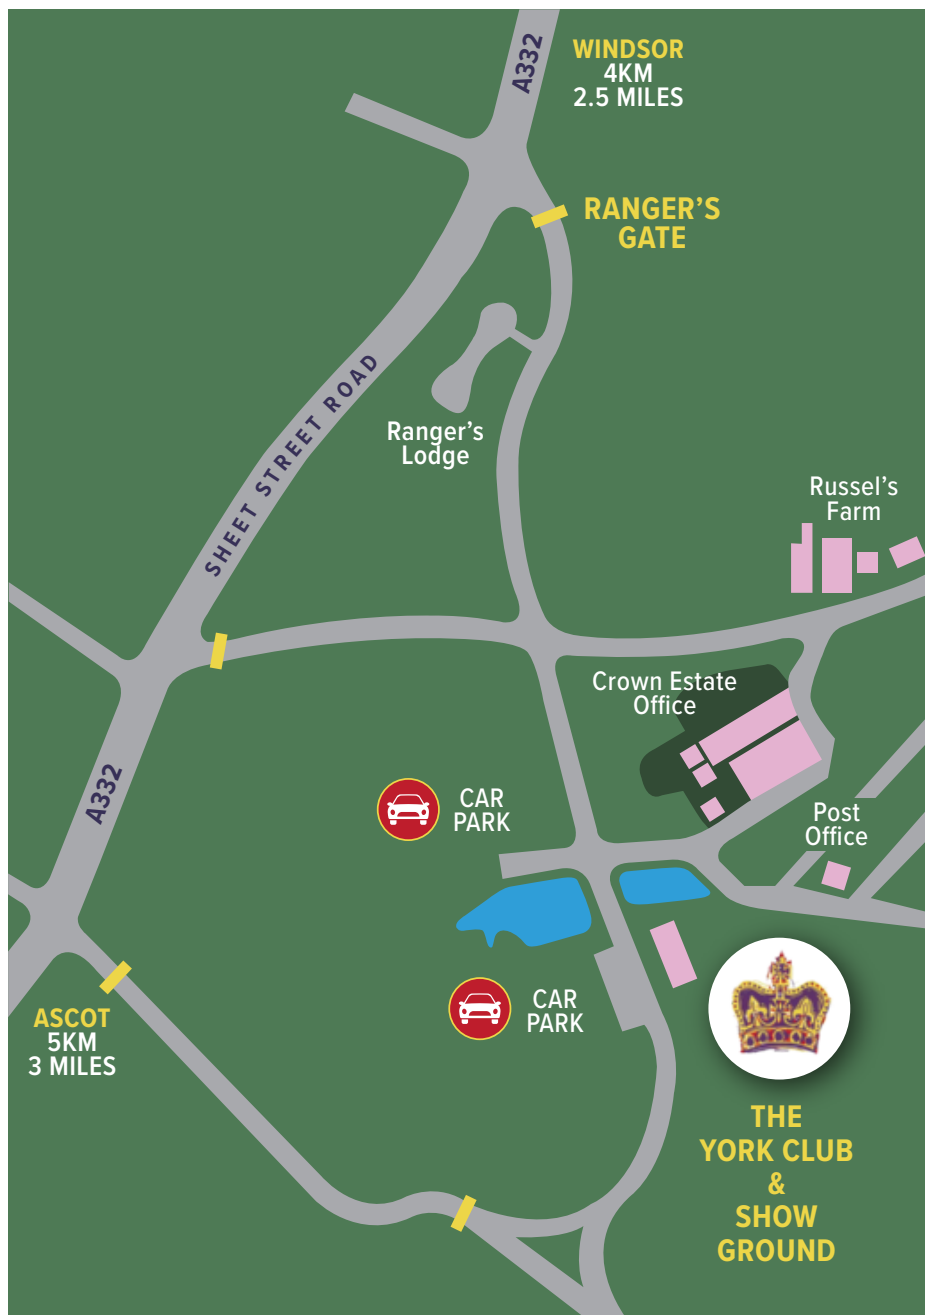 A332
WINDSOR
4KM
2.5 MILES
RANGER'S
GATE
SHEET STREET ROAD
Ranger's
Lodge
Russel's
Farm
Crown Estate
Office
A332
CAR
PARK
Post
Office
CAR
PARK
ASCOT
5KM
3 MILES
THE
YORK CLUB
&
SHOW
GROUND